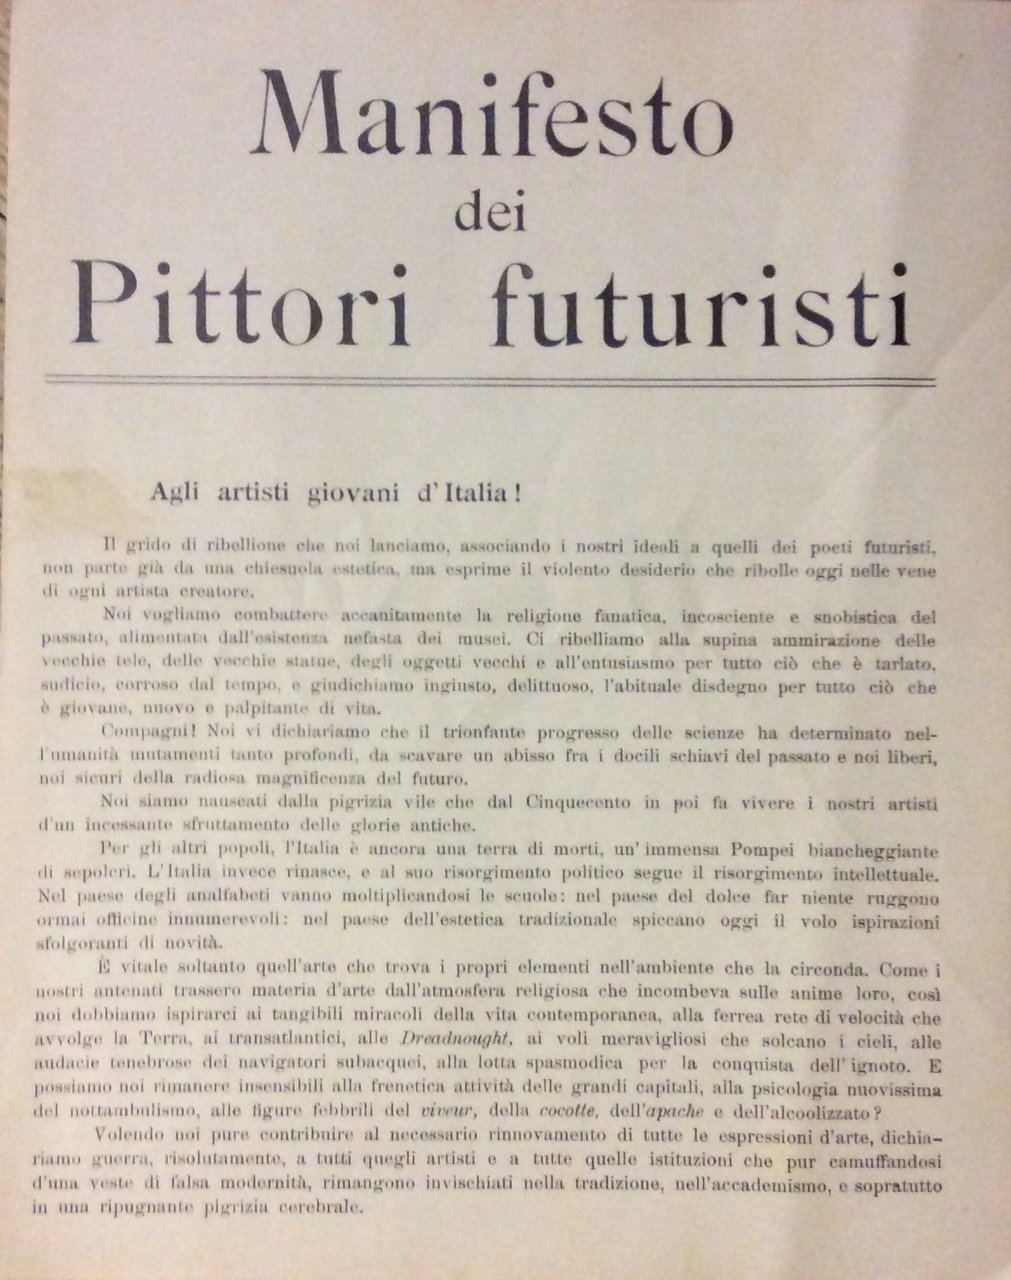 Manifesto
dei
Pittori futuristi
Agli artisti giovani d'Italia!
Il grido di ribellione che noi lanciamo, associando i nostri ideali a quelli dei poeti futuristi,
non parte già da una chiesuola estetica, ma esprime il violento desiderio che ribolle oggi nelle vene
di ogni artista creatore.
Noi vogliamo combattere accanitamente la religione fanatica, incosciente e snobistica del
passato, alimentata dall'esistenza nefasta dei musei. Ci ribelliamo alla supina ammirazione delle
vecchie tele, delle vecchie statue, degli oggetti vecchi e all'entusiasmo per tutto ciò che è tarlato,
sudicio, corroso dal tempo, e giudichiamo ingiusto, delittuoso, l'abituale disdegno per tutto ciò che
è giovane, nuovo e palpitante di vita.
Compagni! Noi vi dichiariamo che il trionfante progresso delle scienze ha determinato nel-
l'umanità mutamenti tanto profondi, da scavare un abisso fra i docili schiavi del passato e noi liberi,
noi sicuri della radiosa magnificenza del futuro.
Noi siamo nauseati dalla pigrizia vile che dal Cinquecento in poi fa vivere i nostri artisti
d'un incessante sfruttamento delle glorie antiche.
Per gli altri popoli, l'Italia è ancora una terra di morti, un'immensa Pompei biancheggiante
di sepolcri. L'Italia invece rinasce, e al suo risorgimento politico segue il risorgimento intellettuale.
Nel paese degli analfabeti vanno moltiplicandosi le scuole: nel paese del dolce far niente ruggono
ormai officine innumerevoli: nel paese dell'estetica tradizionale spiccano oggi il volo ispirazioni
sfolgoranti di novità.
È vitale soltanto quell'arte che trova i propri elementi nell'ambiente che la circonda. Come i
nostri antenati trassero materia d'arte dall'atmosfera religiosa che incombeva sulle anime loro, così
noi dobbiamo ispirarci ai tangibili miracoli della vita contemporanea, alla ferrea rete di velocità che
avvolge la Terra, ai transatlantici, alle Dreadnought, ai voli meravigliosi che solcano i cieli, alle
audacie tenebrose dei navigatori subacquei, alla lotta spasmodica per la conquista dell'ignoto. E
possiamo noi rimanere insensibili alla frenetica attività delle grandi capitali, alla psicologia nuovissima
del nottambulismo, alle figure febbrili del viveur, della cocotte, dell'apache e dell'alcoolizzato?
Volendo noi pure contribuire al necessario rinnovamento di tutte le espressioni d'arte, dichia-
riamo guerra, risolutamente, a tutti quegli artisti e a tutte quelle istituzioni che pur camuffandosi
d'una veste di falsa modernità, rimangono invischiati nella tradizione, nell'accademismo, e sopratutto
in una ripugnante pigrizia cerebrale.